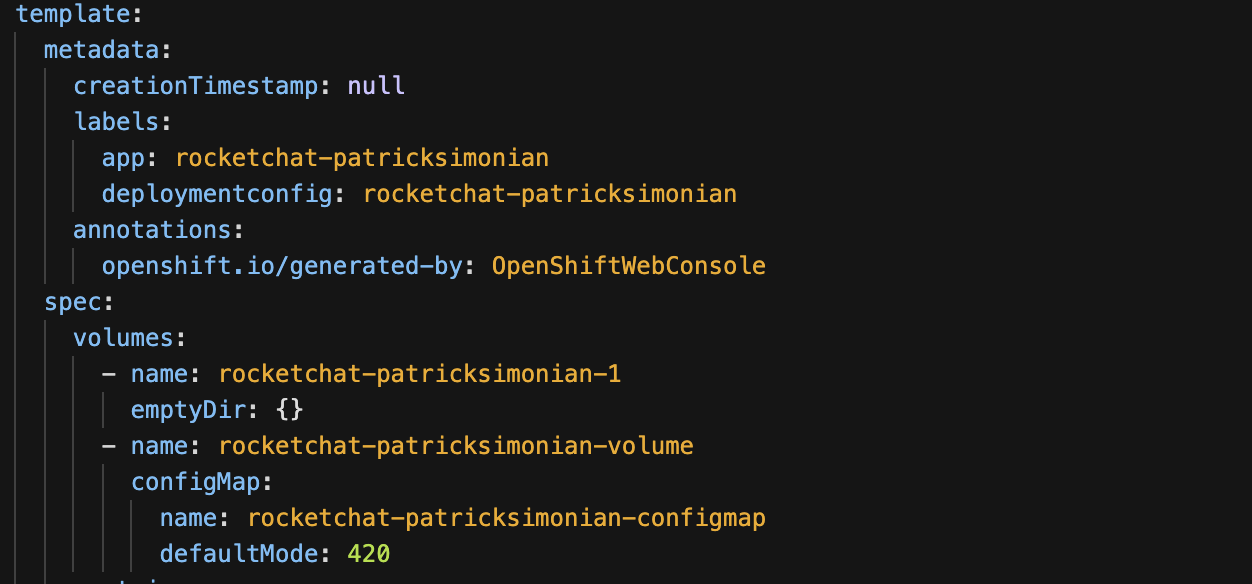 template:
metadata:
creationTimestamp: null
labels:
app: rocketchat-patricksimonian
deploymentconfig: rocketchat-patricksimonian
annotations:
openshift.io/generated-by: OpenShiftWebConsole
spec:
volumes:
- name: rocketchat-patricksimonian-1
emptyDir: {}
- name: rocketchat-patricksimonian-volume
configMap:
name: rocketchat-patricksimonian-configmap
defaultMode: 420